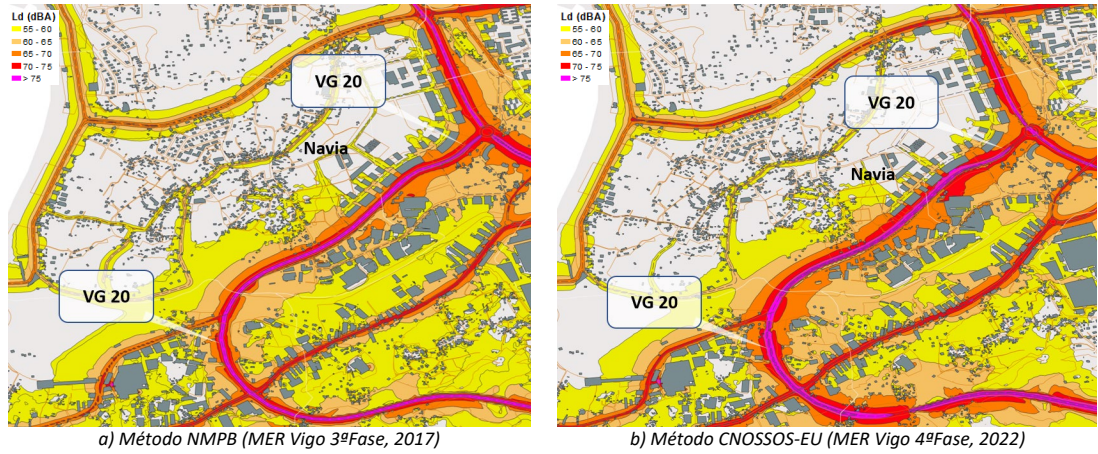 Ld (dBA)
55 - 60
60 - 65
65 - 70
70 - 75
> 75
VG 20
Navia
VG 20
a) Método NMPB (MER Vigo 3ªFase, 2017)
Ld (dBA)
55 - 60
60 - 65
65 - 70
70 - 75
> 75
VG 20
Navia
VG 20
b) Método CNOSSOS-EU (MER Vigo 4ªFase, 2022)